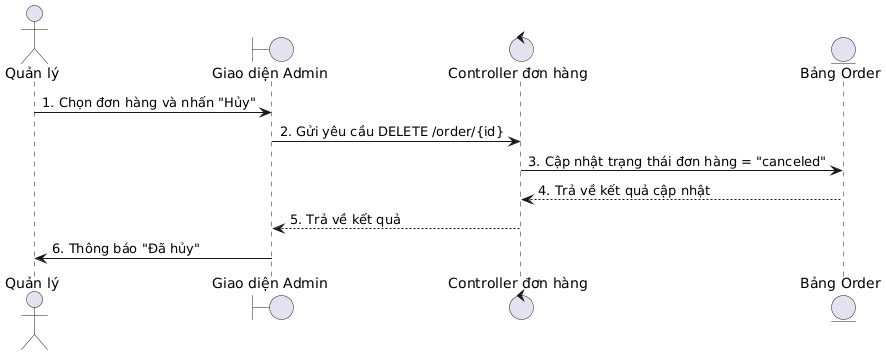 Quản lý
Giao diện Admin
Controller đơn hàng
Bảng Order
1. Chọn đơn hàng và nhấn "Hủy"
2. Gửi yêu cầu DELETE /order/{id}
3. Cập nhật trạng thái đơn hàng = "canceled"
4. Trả về kết quả cập nhật
5. Trả về kết quả
6. Thông báo "Đã hủy"
Quản lý
Giao diện Admin
Controller đơn hàng
Bảng Order